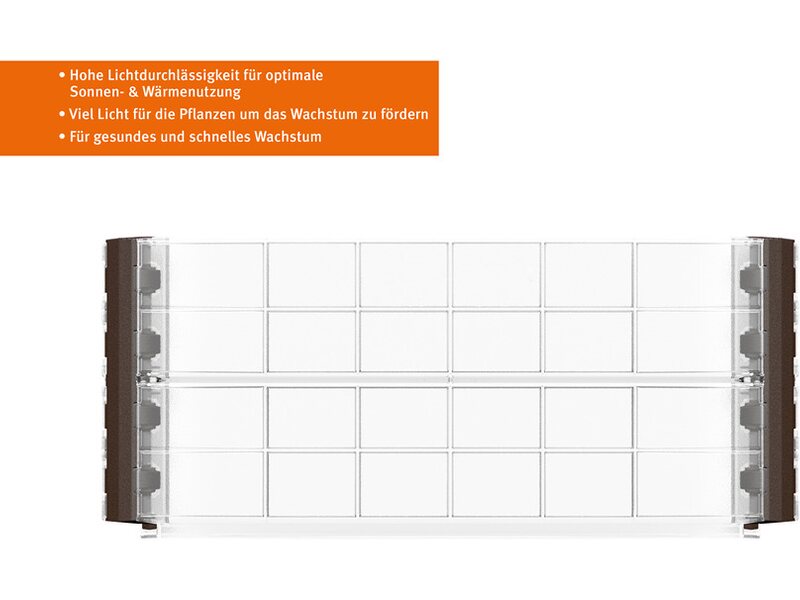 • Hohe Lichtdurchlässigkeit für optimale
Sonnen- & Wärmenutzung
• Viel Licht für die Pflanzen um das Wachstum zu fördern
• Für gesundes und schnelles Wachstum